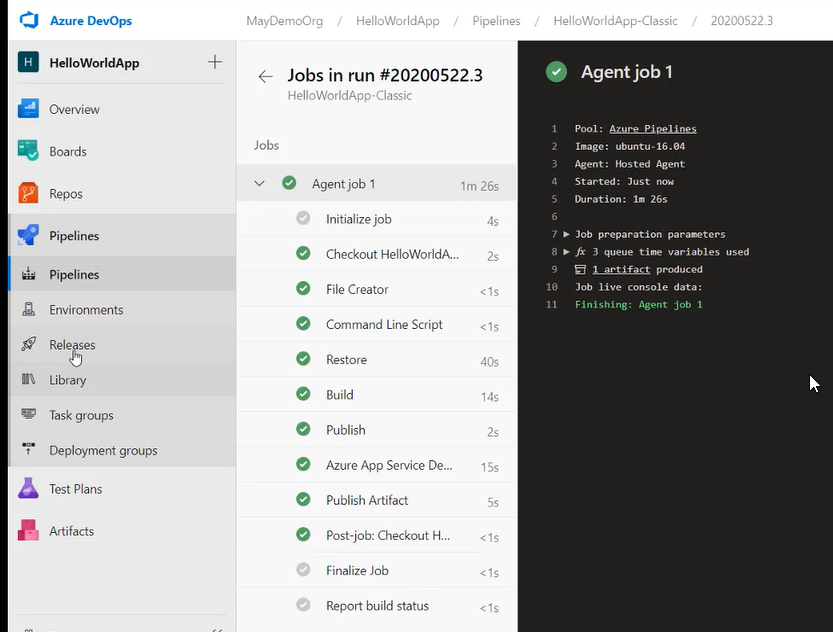 Azure DevOps
MayDemoOrg / HelloWorldApp / Pipelines / HelloWorldApp-Classic / 20200522.3
H HelloWorldApp
Overview
Boards
Repos
Pipelines
Pipelines
Environments
Releases
Library
Task groups
Deployment groups
Test Plans
Artifacts
Jobs in run #20200522.3
HelloWorldApp-Classic
Jobs
Agent job 1 1m 26s
Initialize job 4s
Checkout HelloWorldA... 2s
File Creator <1s
Command Line Script <1s
Restore 40s
Build 14s
Publish 2s
Azure App Service De... 15s
Publish Artifact 5s
Post-job: Checkout H... <1s
Finalize Job <1s
Report build status <1s
Agent job 1
1 Pool: Azure Pipelines
2 Image: ubuntu-16.04
3 Agent: Hosted Agent
4 Started: Just now
5 Duration: 1m 26s
6
7 Job preparation parameters
8 fx 3 queue time variables used
9 1 artifact produced
10 Job live console data:
11 Finishing: Agent job 1